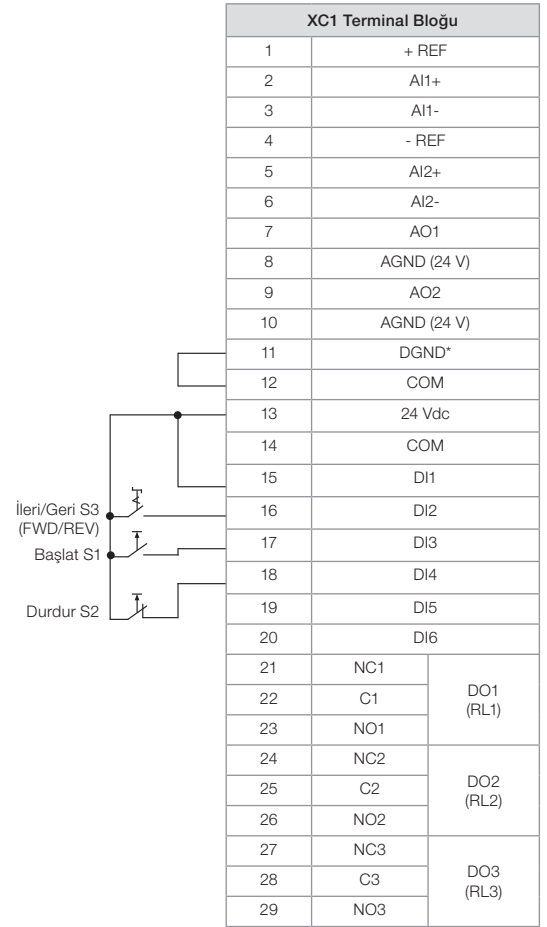 XC1 Terminal Bloğu
1 + REF
2 AI1+
3 AI1-
4 - REF
5 AI2+
6 AI2-
7 AO1
8 AGND (24 V)
9 AO2
10 AGND (24 V)
11 DGND*
12 COM
13 24 Vdc
14 COM
15 DI1
İleri/Geri S3 16 DI2
(FWD/REV)
Başlat S1 17 DI3
18 DI4
Durdur S2 19 DI5
20 DI6
21 NC1
22 C1 DO1
(RL1)
23 NO1
24 NC2
25 C2 DO2
(RL2)
26 NO2
27 NC3
28 C3 DO3
(RL3)
29 NO3